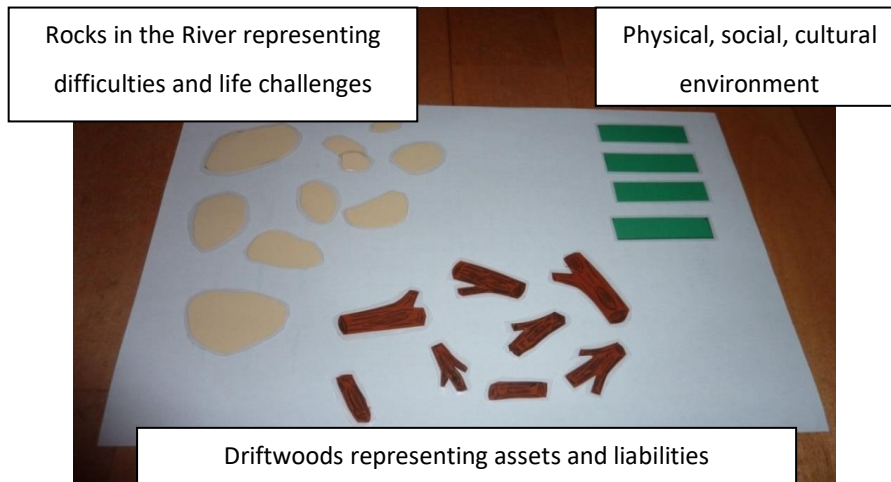 Rocks in the River representing
difficulties and life challenges
Physical, social, cultural
environment
Driftwoods representing assets and liabilities